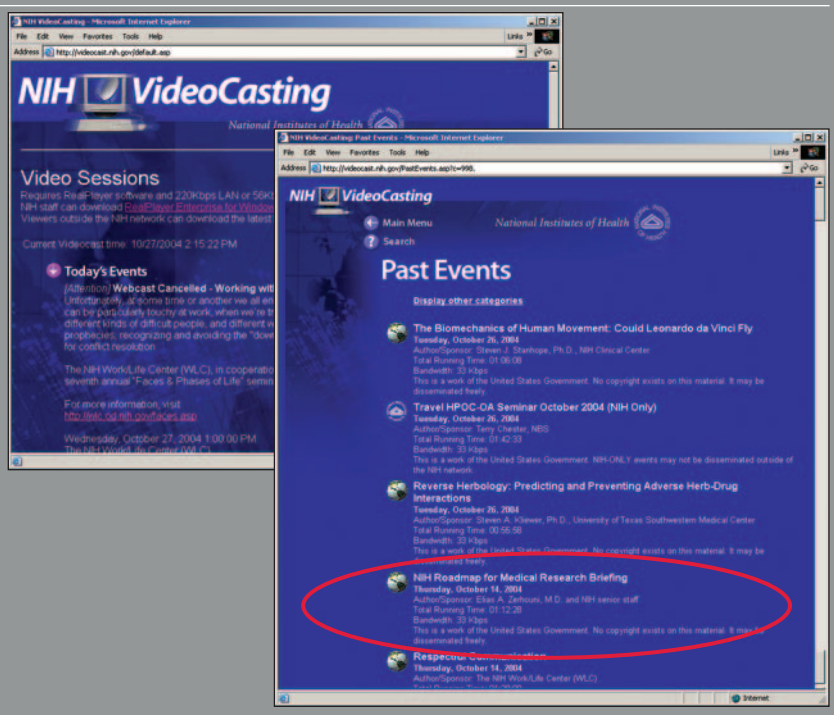 NIH VideoCasting - Microsoft Internet Explorer
File Edit View Favorites Tools Help
Links »
Address http://videocast.nih.gov/default.asp
Go
NIH VideoCasting
National Institutes of Health
Video Sessions
Requires RealPlayer software and 220Kbps LAN or 56K
NIH staff can download RealPlayer Enterprise for Window
Viewers outside the NIH network can download the latest
Current Videocast time: 10/27/2004 2:15:22 PM
Today's Events
[Attention] Webcast Cancelled - Working wit
Unfortunately, at some time or another we all en
can be particularly touchy at work, when we're tr
different kinds of difficult people, and different w
prophecies, recognizing and avoiding the "dow
for conflict resolution
The NIH Work/Life Center (WLC), in cooperatio
seventh annual "Faces & Phases of Life" semin
For more information, visit
http://wlc.od.nih.gov/faces.asp
Wednesday, October 27, 2004 1:00:00 PM
The NIH Work/Life Center (WLC)
NIH VideoCasting: Past Events - Microsoft Internet Explorer
File Edit View Favorites Tools Help
Links »
Address http://videocast.nih.gov/PastEvents.asp?c=998.
Go
NIH VideoCasting
Main Menu
National Institutes of Health
Search
Past Events
Display other categories
The Biomechanics of Human Movement: Could Leonardo da Vinci Fly
Tuesday, October 26, 2004
Author/Sponsor: Steven J. Stanhope, Ph.D., NIH Clinical Center
Total Running Time: 01:06:08
Bandwidth: 33 Kbps
This is a work of the United States Government. No copyright exists on this material. It may be
disseminated freely.
Travel HPOC-OA Seminar October 2004 (NIH Only)
Tuesday, October 26, 2004
Author/Sponsor: Terry Chester, NBS
Total Running Time: 01:42:33
Bandwidth: 33 Kbps
This is a work of the United States Government. NIH-ONLY events may not be disseminated outside of
the NIH network.
Reverse Herbology: Predicting and Preventing Adverse Herb-Drug
Interactions
Tuesday, October 26, 2004
Author/Sponsor: Steven A. Kliewer, Ph.D., University of Texas Southwestern Medical Center
Total Running Time: 00:55:58
Bandwidth: 33 Kbps
This is a work of the United States Government. No copyright exists on this material. It may be
disseminated freely.
NIH Roadmap for Medical Research Briefing
Thursday, October 14, 2004
Author/Sponsor: Elias A. Zerhouni, M.D. and NIH senior staff
Total Running Time: 01:12:28
Bandwidth: 33 Kbps
This is a work of the United States Government. No copyright exists on this material. It may be
disseminated freely.
Respectful Communication
Thursday, October 14, 2004
Author/Sponsor: The NIH Work/Life Center (WLC)
Total Running Time:
Internet